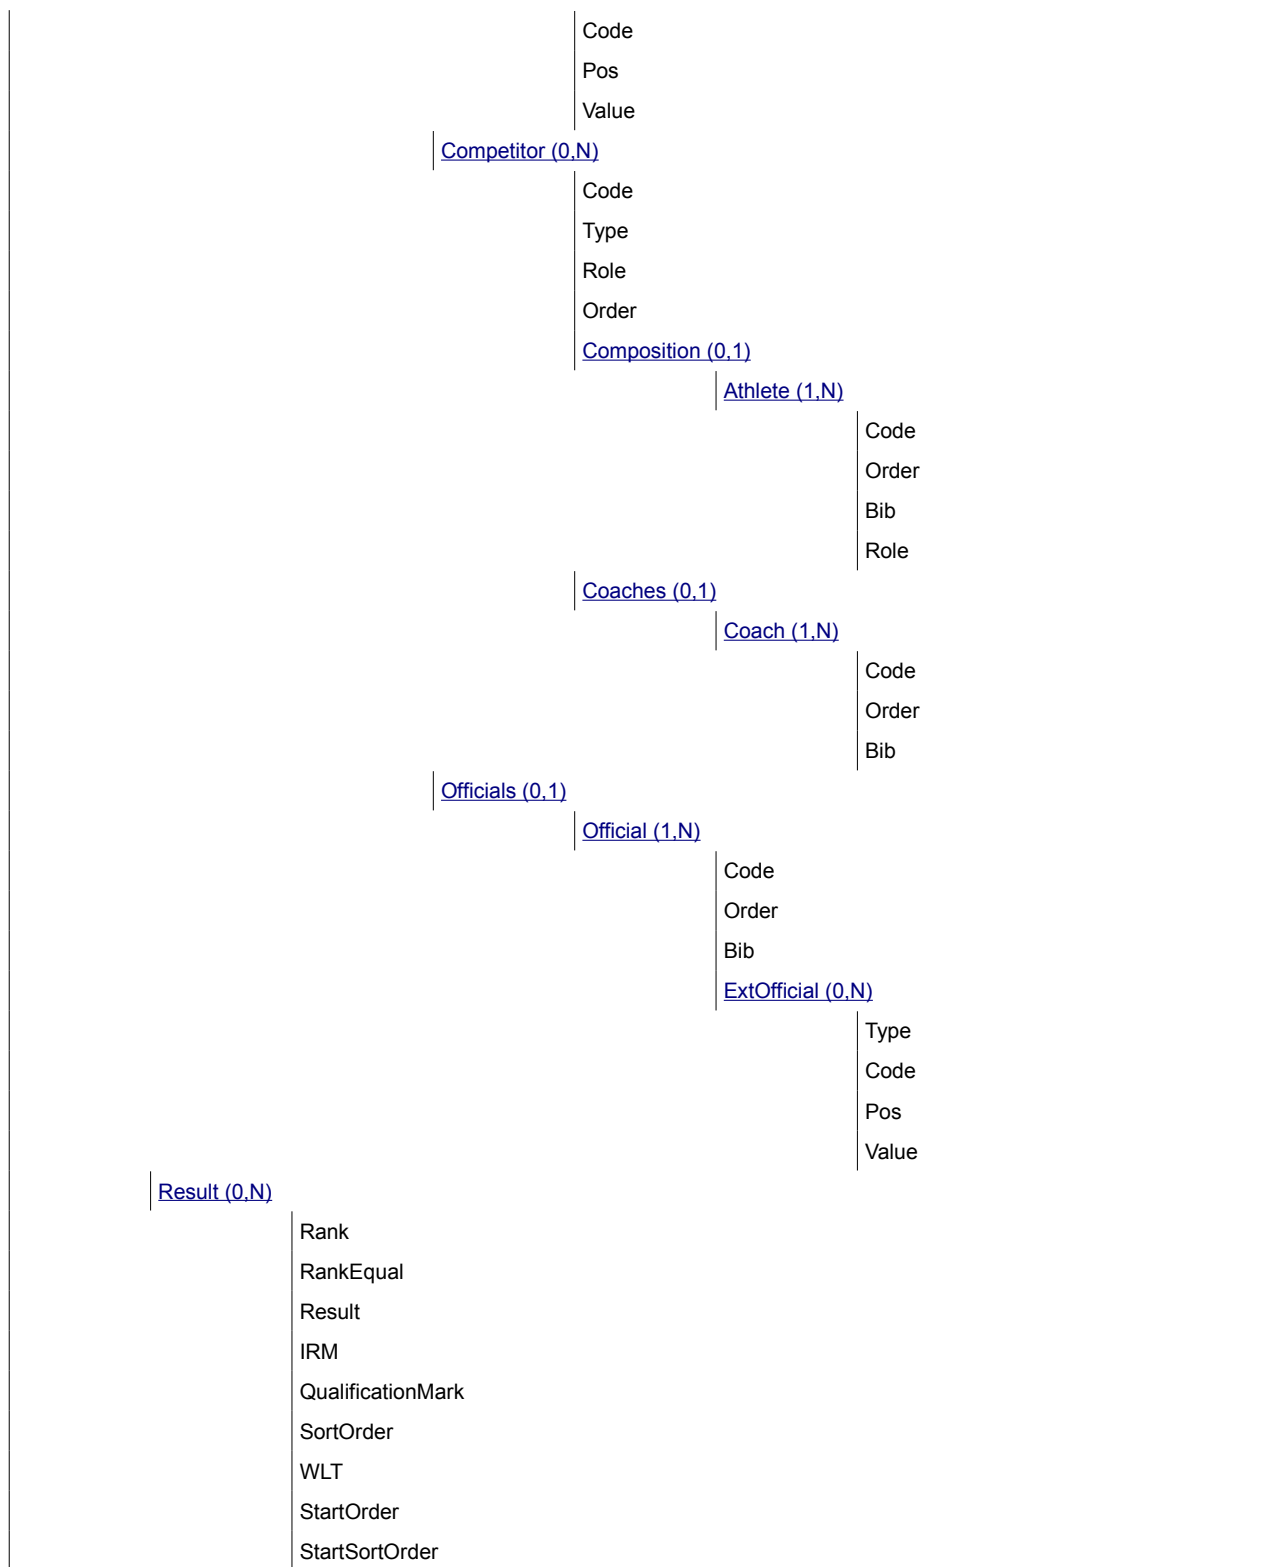 Code
Pos
Value
Competitor (0,N)
Code
Type
Role
Order
Composition (0,1)
Athlete (1,N)
Code
Order
Bib
Role
Coaches (0,1)
Coach (1,N)
Code
Order
Bib
Officials (0,1)
Official (1,N)
Code
Order
Bib
ExtOfficial (0,N)
Type
Code
Pos
Value
Result (0,N)
Rank
RankEqual
Result
IRM
QualificationMark
SortOrder
WLT
StartOrder
StartSortOrder